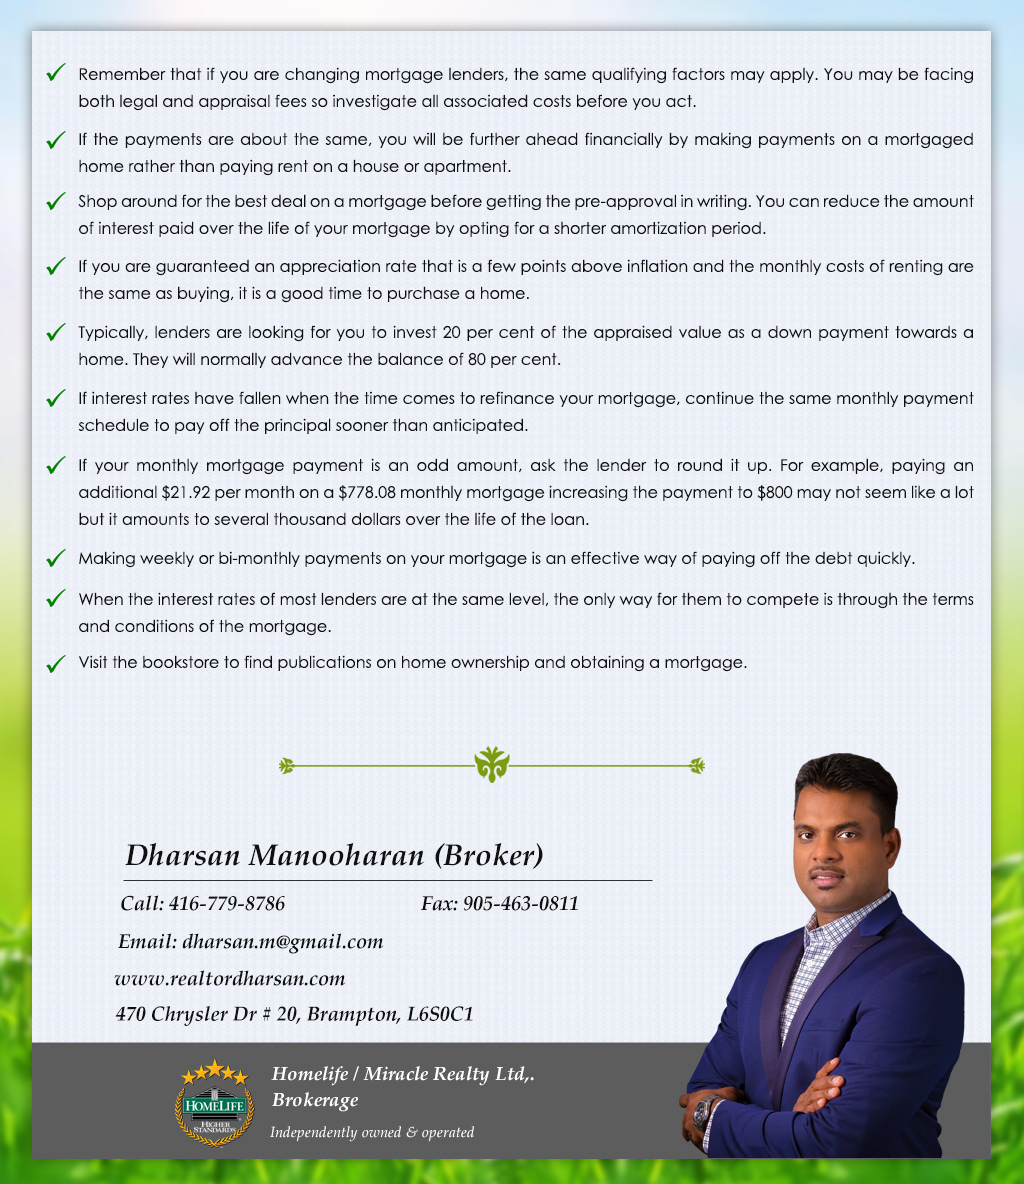 Remember that if you are changing mortgage lenders, the same qualifying factors may apply. You may be facing
both legal and appraisal fees so investigate all associated costs before you act.
If the payments are about the same, you will be further ahead financially by making payments on a mortgaged
home rather than paying rent on a house or apartment.
Shop around for the best deal on a mortgage before getting the pre-approval in writing. You can reduce the amount
of interest paid over the life of your mortgage by opting for a shorter amortization period.
If you are guaranteed an appreciation rate that is a few points above inflation and the monthly costs of renting are
the same as buying, it is a good time to purchase a home.
Typically, lenders are looking for you to invest 20 per cent of the appraised value as a down payment towards a
home. They will normally advance the balance of 80 per cent.
If interest rates have fallen when the time comes to refinance your mortgage, continue the same monthly payment
schedule to pay off the principal sooner than anticipated.
If your monthly mortgage payment is an odd amount, ask the lender to round it up. For example, paying an
additional $21.92 per month on a $778.08 monthly mortgage increasing the payment to $800 may not seem like a lot
but it amounts to several thousand dollars over the life of the loan.
Making weekly or bi-monthly payments on your mortgage is an effective way of paying off the debt quickly.
When the interest rates of most lenders are at the same level, the only way for them to compete is through the terms
and conditions of the mortgage.
Visit the bookstore to find publications on home ownership and obtaining a mortgage.
Dharsan Manooharan (Broker)
Call: 416-779-8786 Fax: 905-463-0811
Email: dharsan.m@gmail.com
www.realtordharsan.com
470 Chrysler Dr # 20, Brampton, L6S0C1
Homelife / Miracle Realty Ltd,.
Brokerage
Independently owned & operated
HOMELIFE
HIGHER
STANDARDS